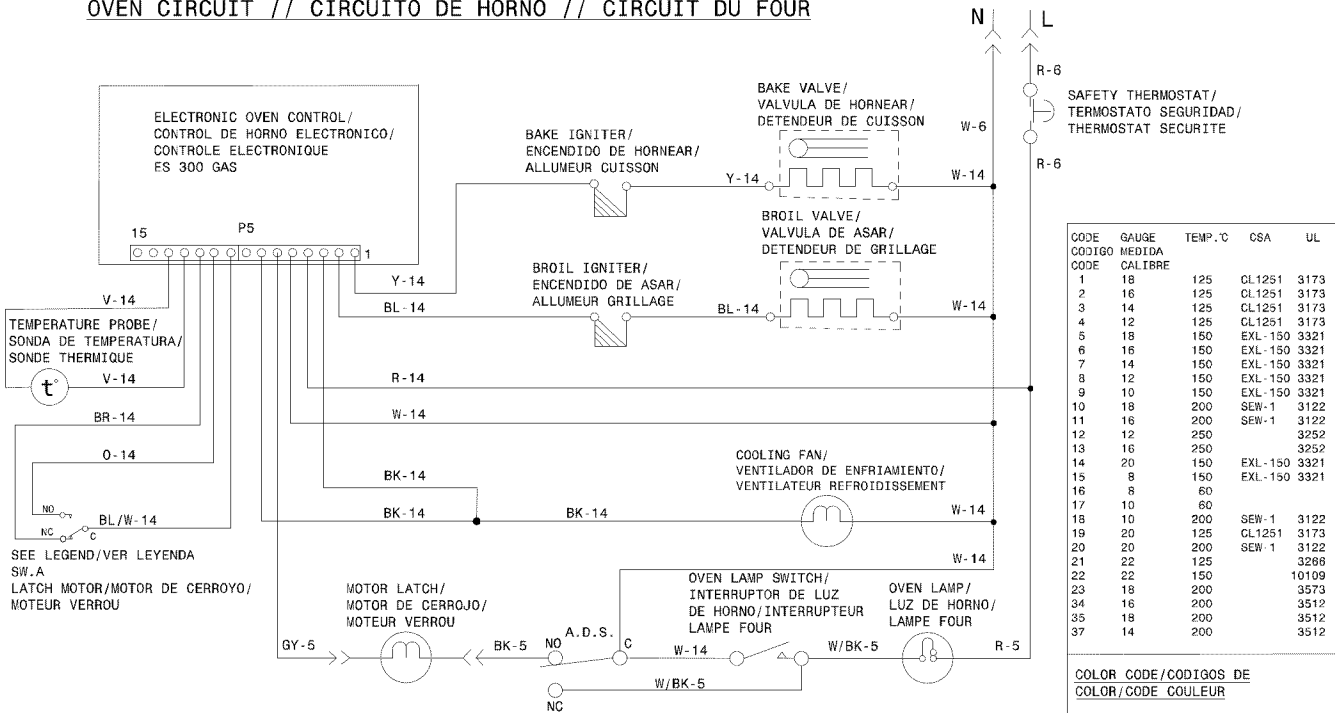 OVEN CIRCUIT // CIRCUITO DE HORNO // CIRCUIT DU FOUR
N
L
R-6
SAFETY THERMOSTAT/
TERMOSTATO SEGURIDAD/
THERMOSTAT SECURITE
R-6
W-6
ELECTRONIC OVEN CONTROL/
CONTROL DE HORNO ELECTRONICO/
CONTROLE ELECTRONIQUE
ES 300 GAS
15
P5
1
BAKE IGNITER/
ENCENDIDO DE HORNEAR/
ALLUMEUR CUISSON
BAKE VALVE/
VALVULA DE HORNEAR/
DETENDEUR DE CUISSON
Y-14
W-14
BROIL VALVE/
VALVULA DE ASAR/
DETENDEUR DE GRILLAGE
BROIL IGNITER/
ENCENDIDO DE ASAR/
ALLUMEUR GRILLAGE
Y-14
BL-14
BL-14
W-14
V-14
TEMPERATURE PROBE/
SONDA DE TEMPERATURA/
SONDE THERMIQUE
t°
V-14
R-14
BR-14
W-14
O-14
COOLING FAN/
VENTILADOR DE ENFRIAMIENTO/
VENTILATEUR REFROIDISSEMENT
BK-14
BK-14
BK-14
W-14
NO
NC
C
BL/W-14
SEE LEGEND/VER LEYENDA
SW.A
LATCH MOTOR/MOTOR DE CERROYO/
MOTEUR VERROU
W-14
MOTOR LATCH/
MOTOR DE CERROJO/
MOTEUR VERROU
OVEN LAMP SWITCH/
INTERRUPTOR DE LUZ
DE HORNO/INTERRUPTEUR
LAMPE FOUR
OVEN LAMP/
LUZ DE HORNO/
LAMPE FOUR
GY-5
BK-5
NO
A.D.S.
C
W-14
W/BK-5
R-5
W/BK-5
NC
CODE GAUGE TEMP.°C CSA UL
CODIGO MEDIDA
CODE CALIBRE
1 18 125 CL1251 3173
2 16 125 CL1251 3173
3 14 125 CL1251 3173
4 12 125 CL1251 3173
5 18 150 EXL-150 3321
6 16 150 EXL-150 3321
7 14 150 EXL-150 3321
8 12 150 EXL-150 3321
9 10 150 EXL-150 3321
10 18 200 SEW-1 3122
11 16 200 SEW-1 3122
12 12 250 3252
13 16 250 3252
14 20 150 EXL-150 3321
15 8 150 EXL-150 3321
16 8 60
17 10 60
18 10 200 SEW-1 3122
19 20 125 CL1251 3173
20 20 200 SEW-1 3122
21 22 125 3266
22 22 150 10109
23 18 200 3573
34 16 200 3512
35 18 200 3512
37 14 200 3512
COLOR CODE/CODIGOS DE
COLOR/CODE COULEUR